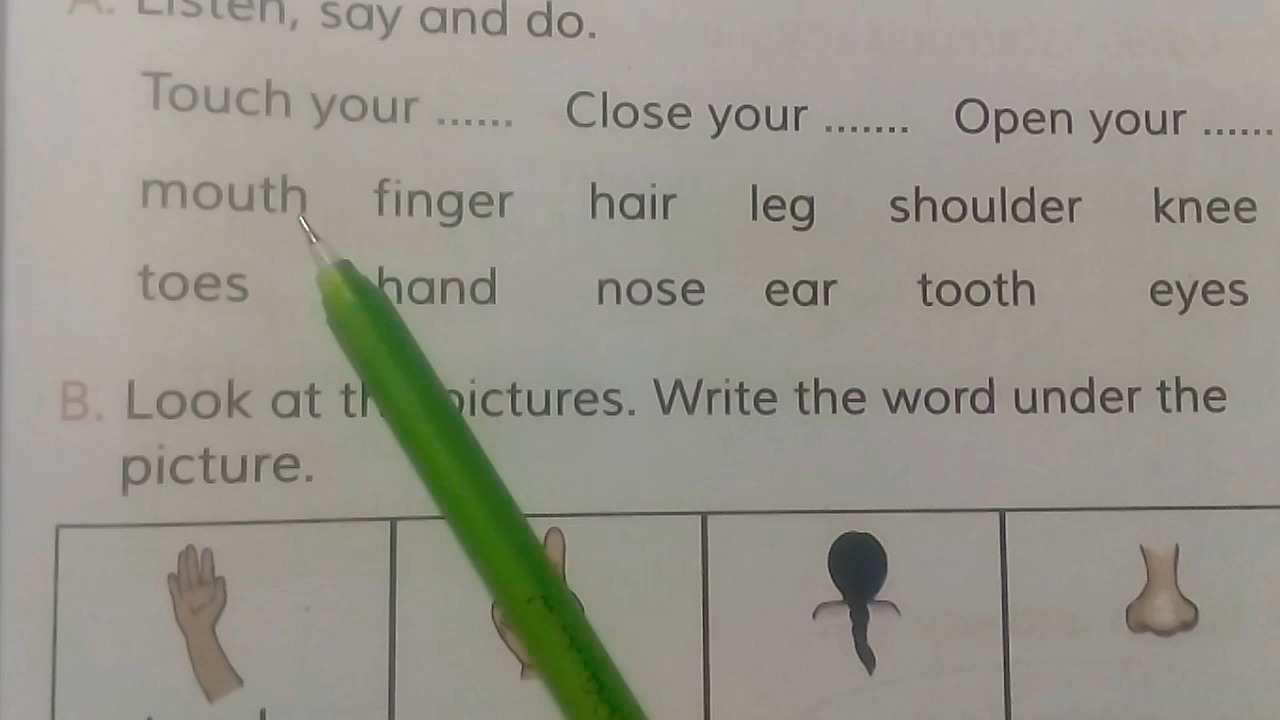 A. Listen, say and do.
Touch your ...... Close your ....... Open your ......
mouth finger hair leg shoulder knee
toes hand nose ear tooth eyes
B. Look at the pictures. Write the word under the
picture.